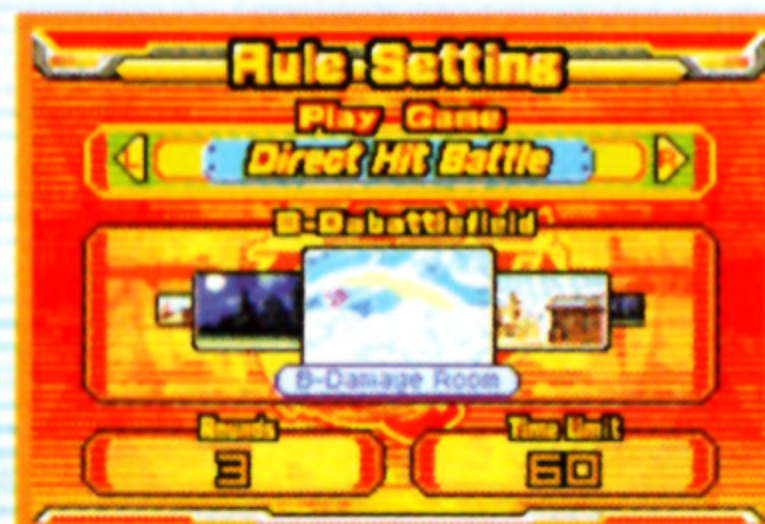 Rule Setting
Play Game
L Direct Hit Battle R
B-Dabattlefield
B-Damage Room
Rounds Time Limit
3 60